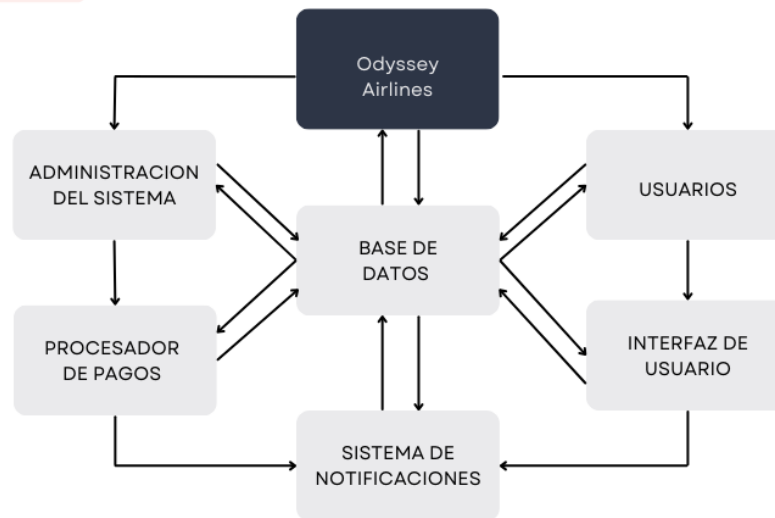 Odyssey
Airlines
ADMINISTRACION
DEL SISTEMA
USUARIOS
BASE DE
DATOS
PROCESADOR
DE PAGOS
INTERFAZ DE
USUARIO
SISTEMA DE
NOTIFICACIONES